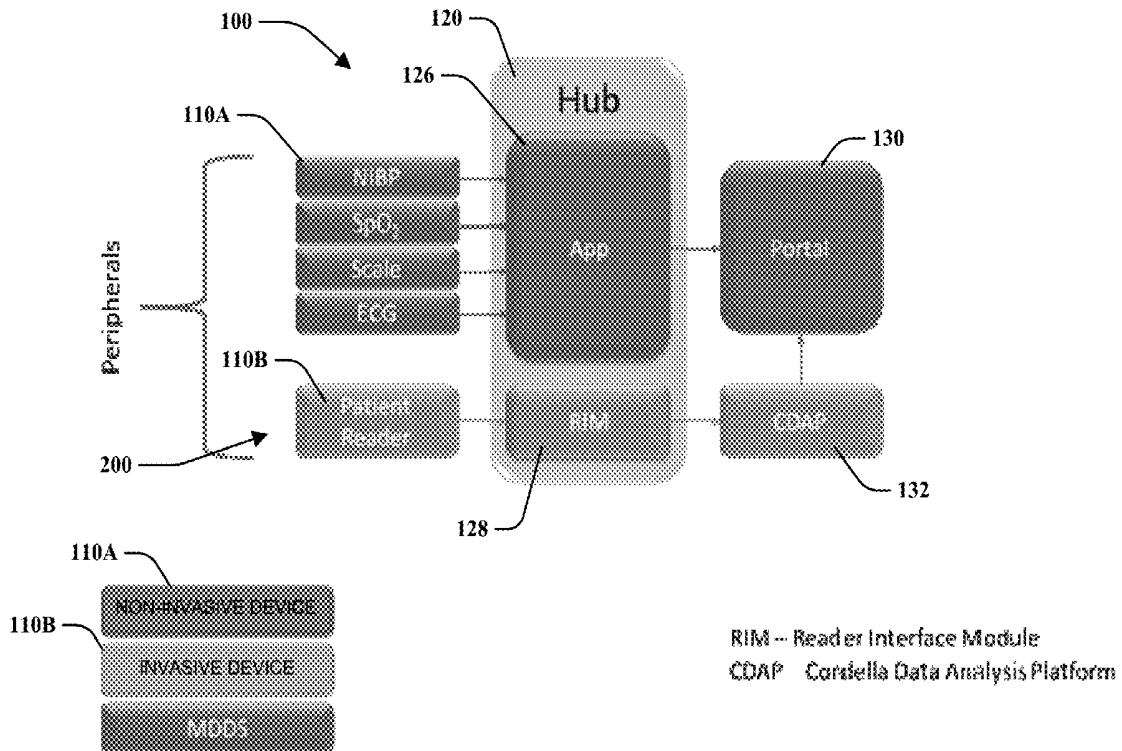 100
120
126
Hub
110A
130
NIBP
SpO₂
App
Portal
Scale
ECG
Peripherals
110B
Patient
Reader
RIM
CDAP
200
128
132
110A
NON-INVASIVE DEVICE
110B
INVASIVE DEVICE
MDDS
RIM – Reader Interface Module
CDAP Cordella Data Analysis Platform